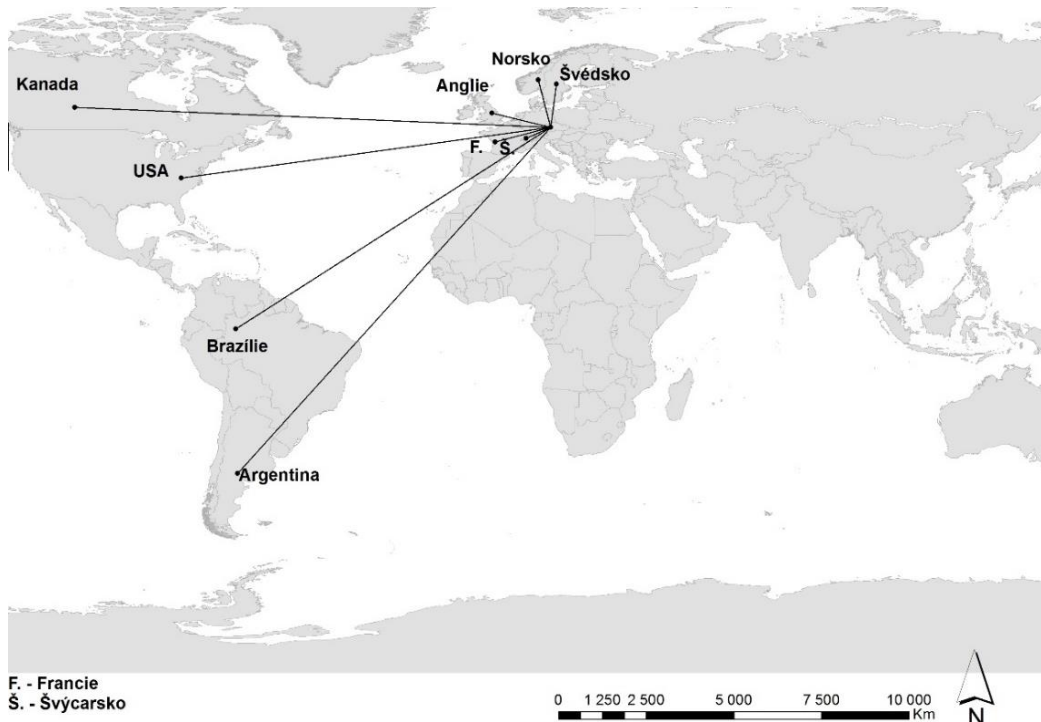 Norsko
Švédsko
Kanada
Anglie
F.
Š.
USA
Brazílie
Argentina
F. - Francie
Š. - Švýcarsko
0 1 250 2 500 5 000 7 500 10 000
Km
N